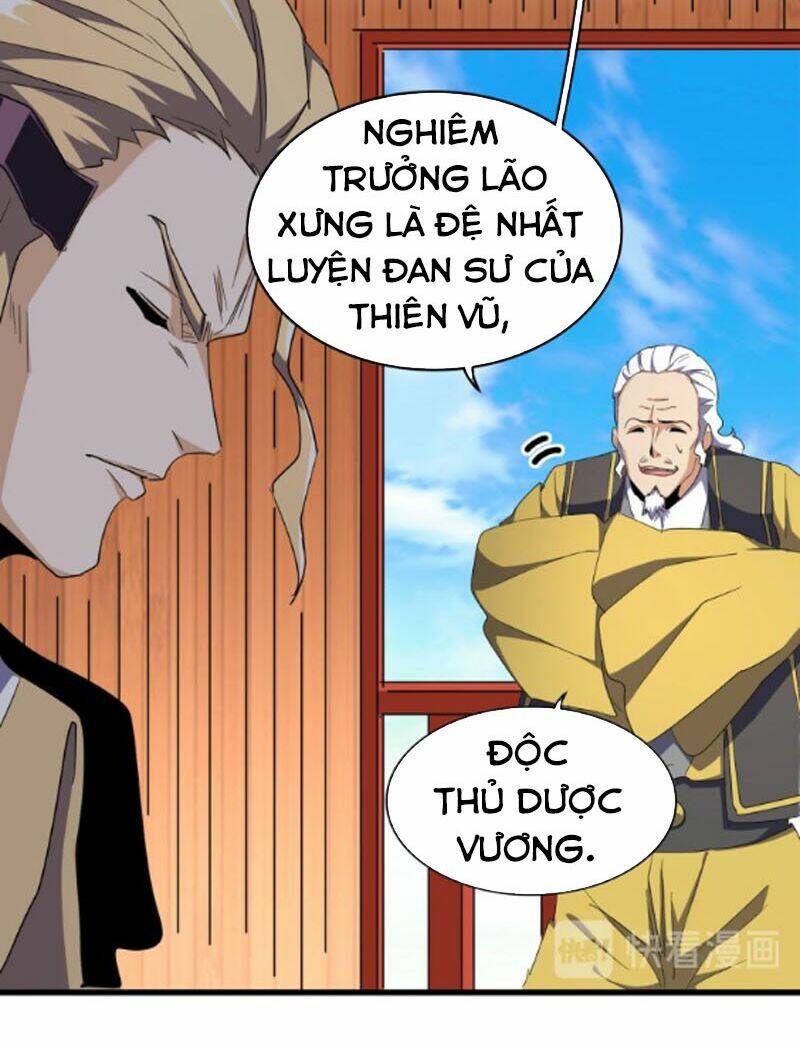 NGHIÊM
TRƯỞNG LÃO
XƯNG LÀ ĐỆ NHẤT
LUYỆN ĐAN SƯ CỦA
THIÊN VŨ,
ĐỘC
THỦ DƯỢC
VƯƠNG.
快看漫画